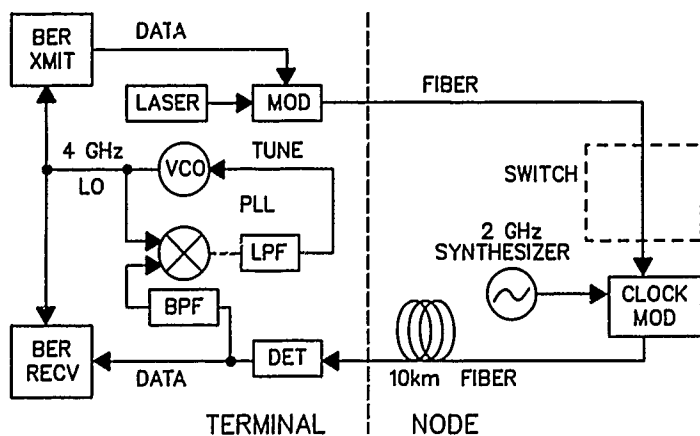 BER
XMIT
DATA
LASER
MOD
FIBER
4 GHz
LO
VCO
TUNE
PLL
LPF
BPF
SWITCH
2 GHz
SYNTHESIZER
CLOCK
MOD
BER
RECV
DATA
DET
10km FIBER
TERMINAL
NODE